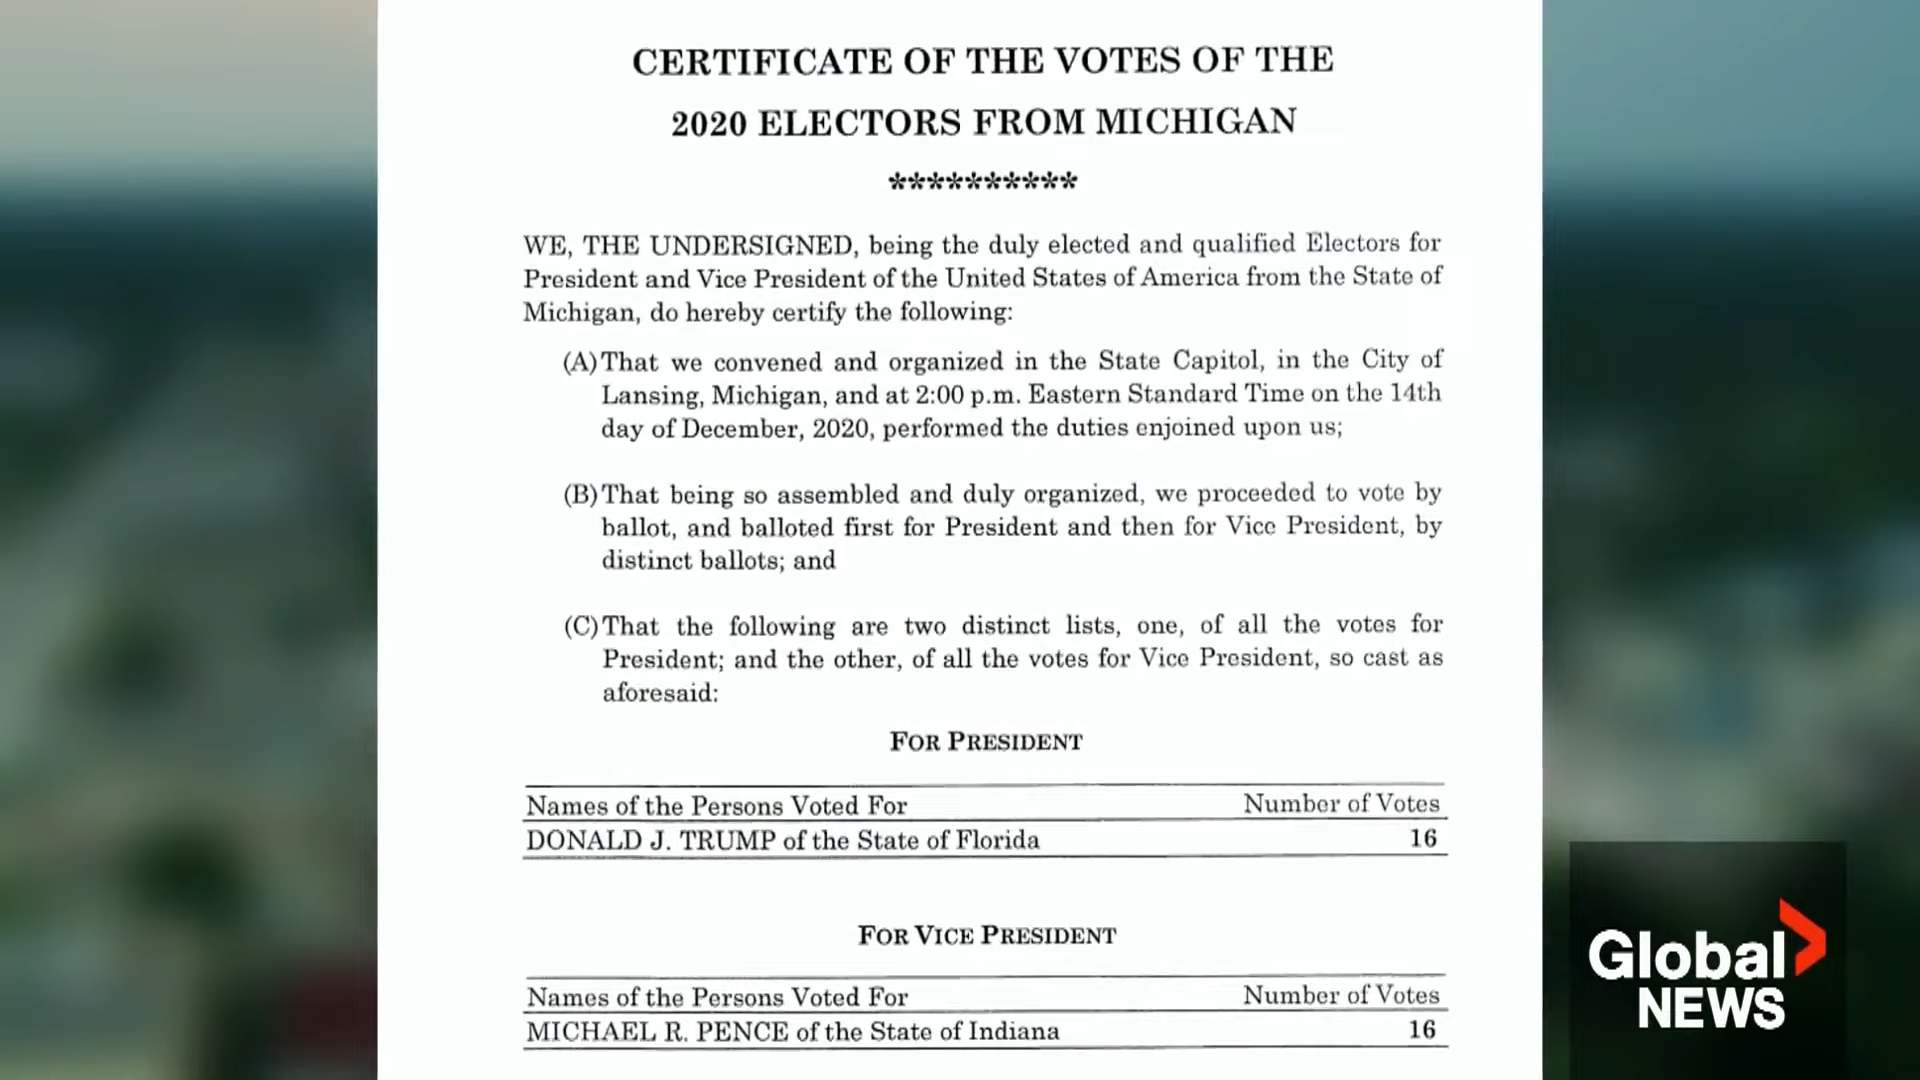 CERTIFICATE OF THE VOTES OF THE
2020 ELECTORS FROM MICHIGAN
**********
WE, THE UNDERSIGNED, being the duly elected and qualified Electors for
President and Vice President of the United States of America from the State of
Michigan, do hereby certify the following:
(A) That we convened and organized in the State Capitol, in the City of
Lansing, Michigan, and at 2:00 p.m. Eastern Standard Time on the 14th
day of December, 2020, performed the duties enjoined upon us;
(B) That being so assembled and duly organized, we proceeded to vote by
ballot, and balloted first for President and then for Vice President, by
distinct ballots; and
(C) That the following are two distinct lists, one, of all the votes for
President; and the other, of all the votes for Vice President, so cast as
aforesaid:
FOR PRESIDENT
Names of the Persons Voted For Number of Votes
DONALD J. TRUMP of the State of Florida 16
FOR VICE PRESIDENT
Names of the Persons Voted For Number of Votes
MICHAEL R. PENCE of the State of Indiana 16
Global
NEWS